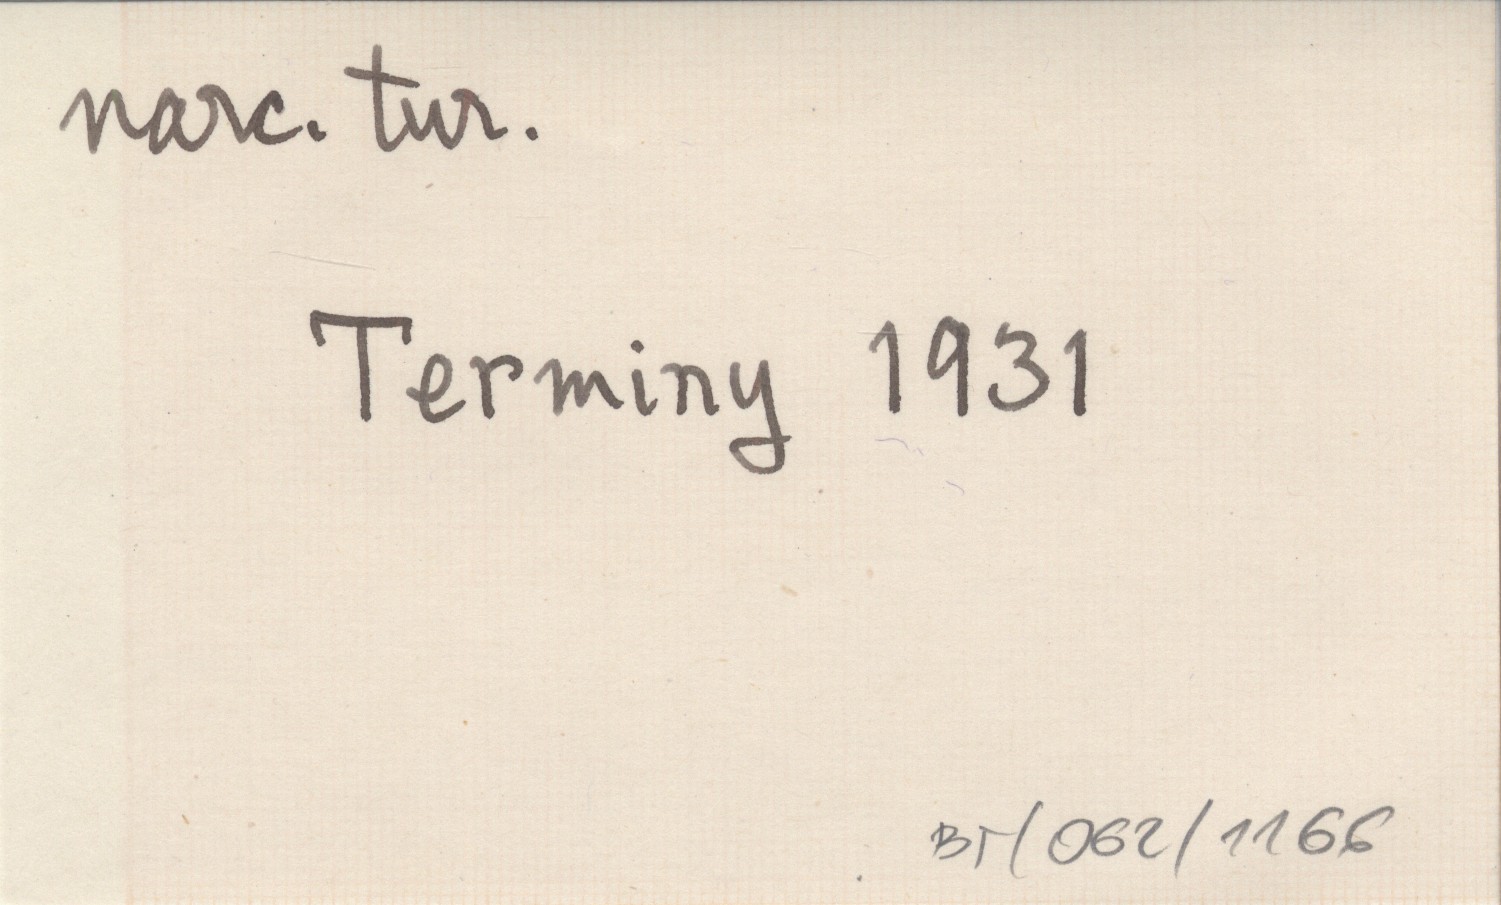 narc. tur.
Terminy 1931
BT/062/1166